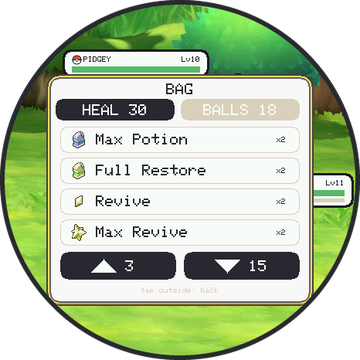 PIDGEY Lv10
BAG
HEAL 30 BALLS 18
Max Potion x2
Full Restore x2
Lv11
Revive x2
Max Revive x2
3 15
tap outside: back